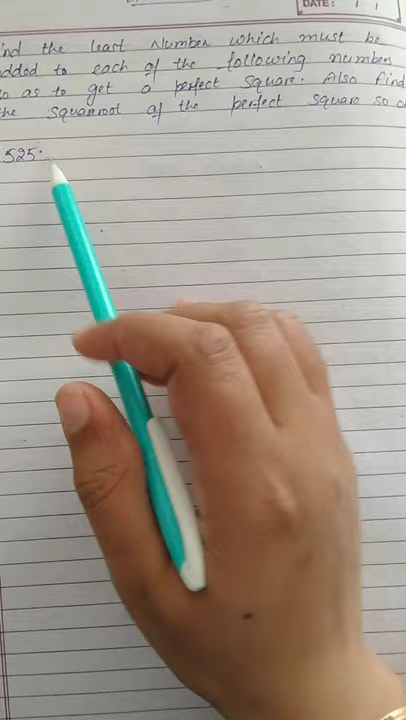 DATE: / /
nd the least Number which must be
added to each of the following numbers
so as to get a perfect square. Also find
the squareroot of the perfect square so o
525.